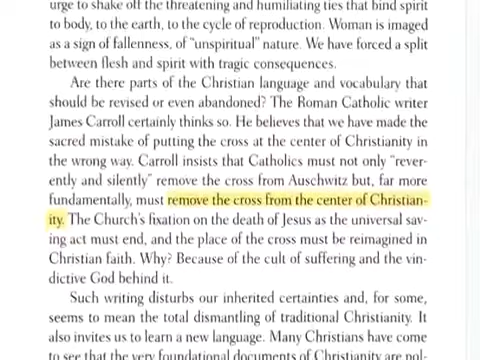 urge to shake off the threatening and humiliating ties that bind spirit
to body, to the earth, to the cycle of reproduction. Woman is imaged
as a sign of fallenness, of "unspiritual" nature. We have forced a split
between flesh and spirit with tragic consequences.
Are there parts of the Christian language and vocabulary that
should be revised or even abandoned? The Roman Catholic writer
James Carroll certainly thinks so. He believes that we have made the
sacred mistake of putting the cross at the center of Christianity in
the wrong way. Carroll insists that Catholics must not only "rever-
ently and silently" remove the cross from Auschwitz but, far more
fundamentally, must remove the cross from the center of Christian-
ity. The Church's fixation on the death of Jesus as the universal sav-
ing act must end, and the place of the cross must be reimagined in
Christian faith. Why? Because of the cult of suffering and the vin-
dictive God behind it.
Such writing disturbs our inherited certainties and, for some,
seems to mean the total dismantling of traditional Christianity. It
also invites us to learn a new language. Many Christians have come
to see that the very foundational documents of Christianity are pol-